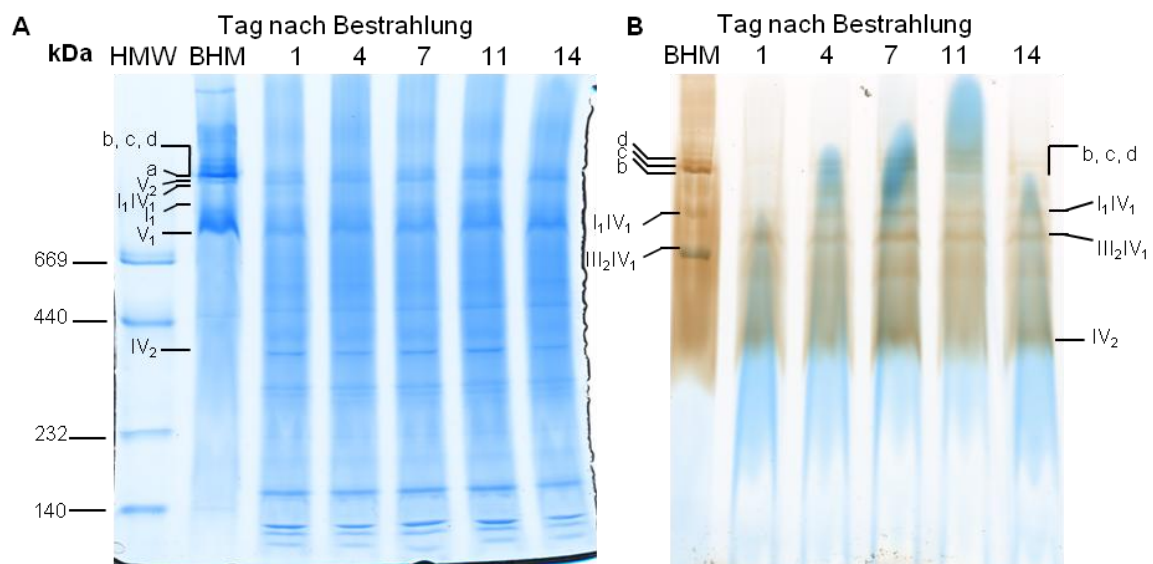 A
Tag nach Bestrahlung
kDa HMW BHM 1 4 7 11 14
b, c, d
a
V₂
I₁IV₁
I₁
V₁
669
440
IV₂
232
140
B
Tag nach Bestrahlung
BHM 1 4 7 11 14
d
c
b
I₁IV₁
III₂IV₁
b, c, d
I₁IV₁
III₂IV₁
IV₂